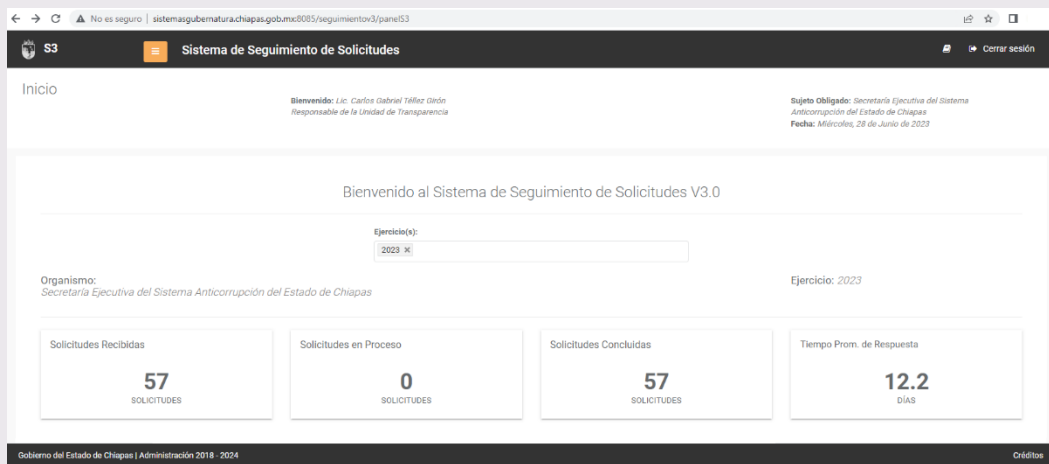 No es seguro | sistemasgubernatura.chiapas.gob.mx:8085/seguimientov3/panelS3
S3 Sistema de Seguimiento de Solicitudes Cerrar sesión
Inicio
Bienvenido: Lic. Carlos Gabriel Téllez Girón
Responsable de la Unidad de Transparencia
Sujeto Obligado: Secretaría Ejecutiva del Sistema
Anticorrupción del Estado de Chiapas
Fecha: Miércoles, 28 de Junio de 2023
Bienvenido al Sistema de Seguimiento de Solicitudes V3.0
Ejercicio(s):
2023
Organismo:
Secretaría Ejecutiva del Sistema Anticorrupción del Estado de Chiapas
Ejercicio: 2023
Solicitudes Recibidas
57
SOLICITUDES
Solicitudes en Proceso
0
SOLICITUDES
Solicitudes Concluidas
57
SOLICITUDES
Tiempo Prom. de Respuesta
12.2
DÍAS
Gobierno del Estado de Chiapas | Administración 2018 - 2024 Créditos